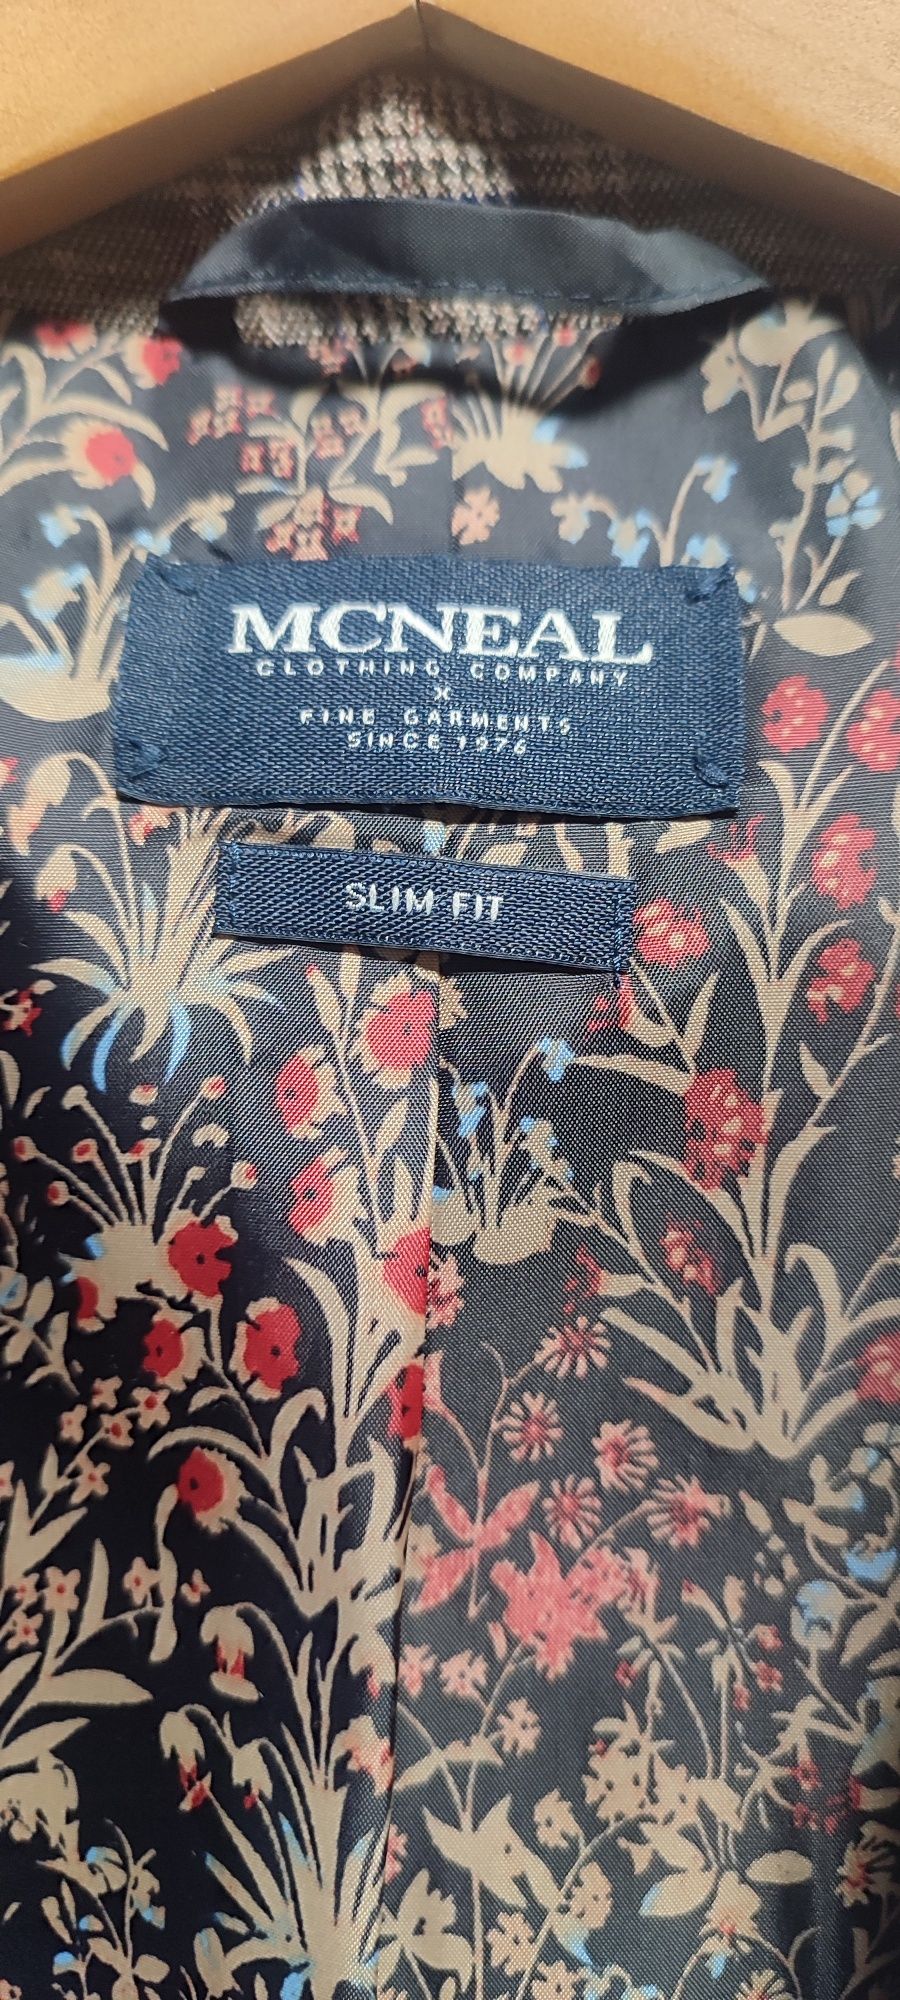 MCNEAL
CLOTHING COMPANY
X
FINE GARMENTS
SINCE 1976
SLIM FIT